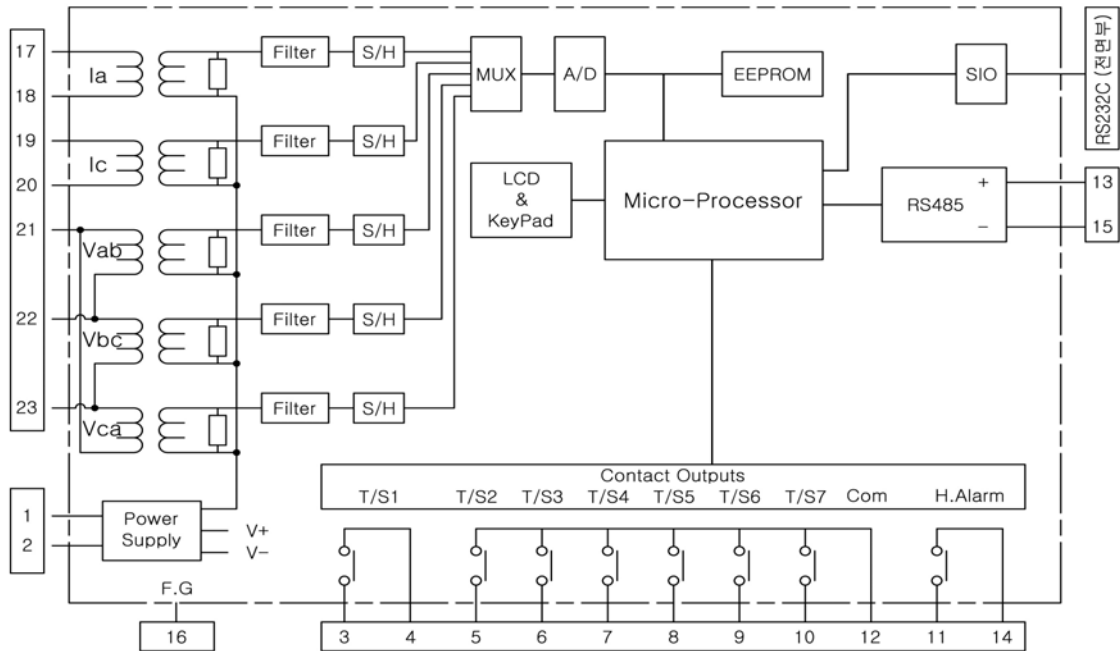 17
Ia
18
19
Ic
20
21
Vab
22
Vbc
23
Vca
1
2
Power
Supply
V+
V-
F.G
16
Filter
S/H
Filter
S/H
Filter
S/H
Filter
S/H
Filter
S/H
MUX
A/D
EEPROM
SIO
RS232C (전면부)
LCD
&
KeyPad
Micro-Processor
RS485
+
-
13
15
Contact Outputs
T/S1 T/S2 T/S3 T/S4 T/S5 T/S6 T/S7 Com H.Alarm
3 4 5 6 7 8 9 10 12 11 14